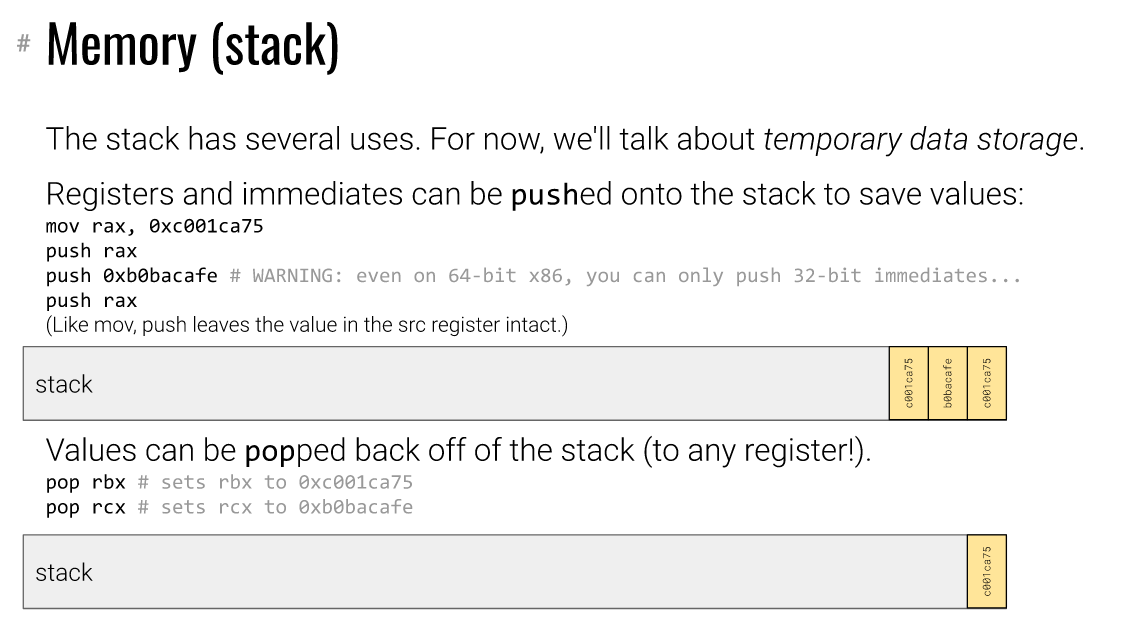 # Memory (stack)
The stack has several uses. For now, we'll talk about temporary data storage.
Registers and immediates can be pushed onto the stack to save values:
mov rax, 0xc001ca75
push rax
push 0xb0bacafe # WARNING: even on 64-bit x86, you can only push 32-bit immediates...
push rax
(Like mov, push leaves the value in the src register intact.)
stack
c001ca75
b0bacafe
c001ca75
Values can be popped back off of the stack (to any register!).
pop rbx # sets rbx to 0xc001ca75
pop rcx # sets rcx to 0xb0bacafe
stack
c001ca75